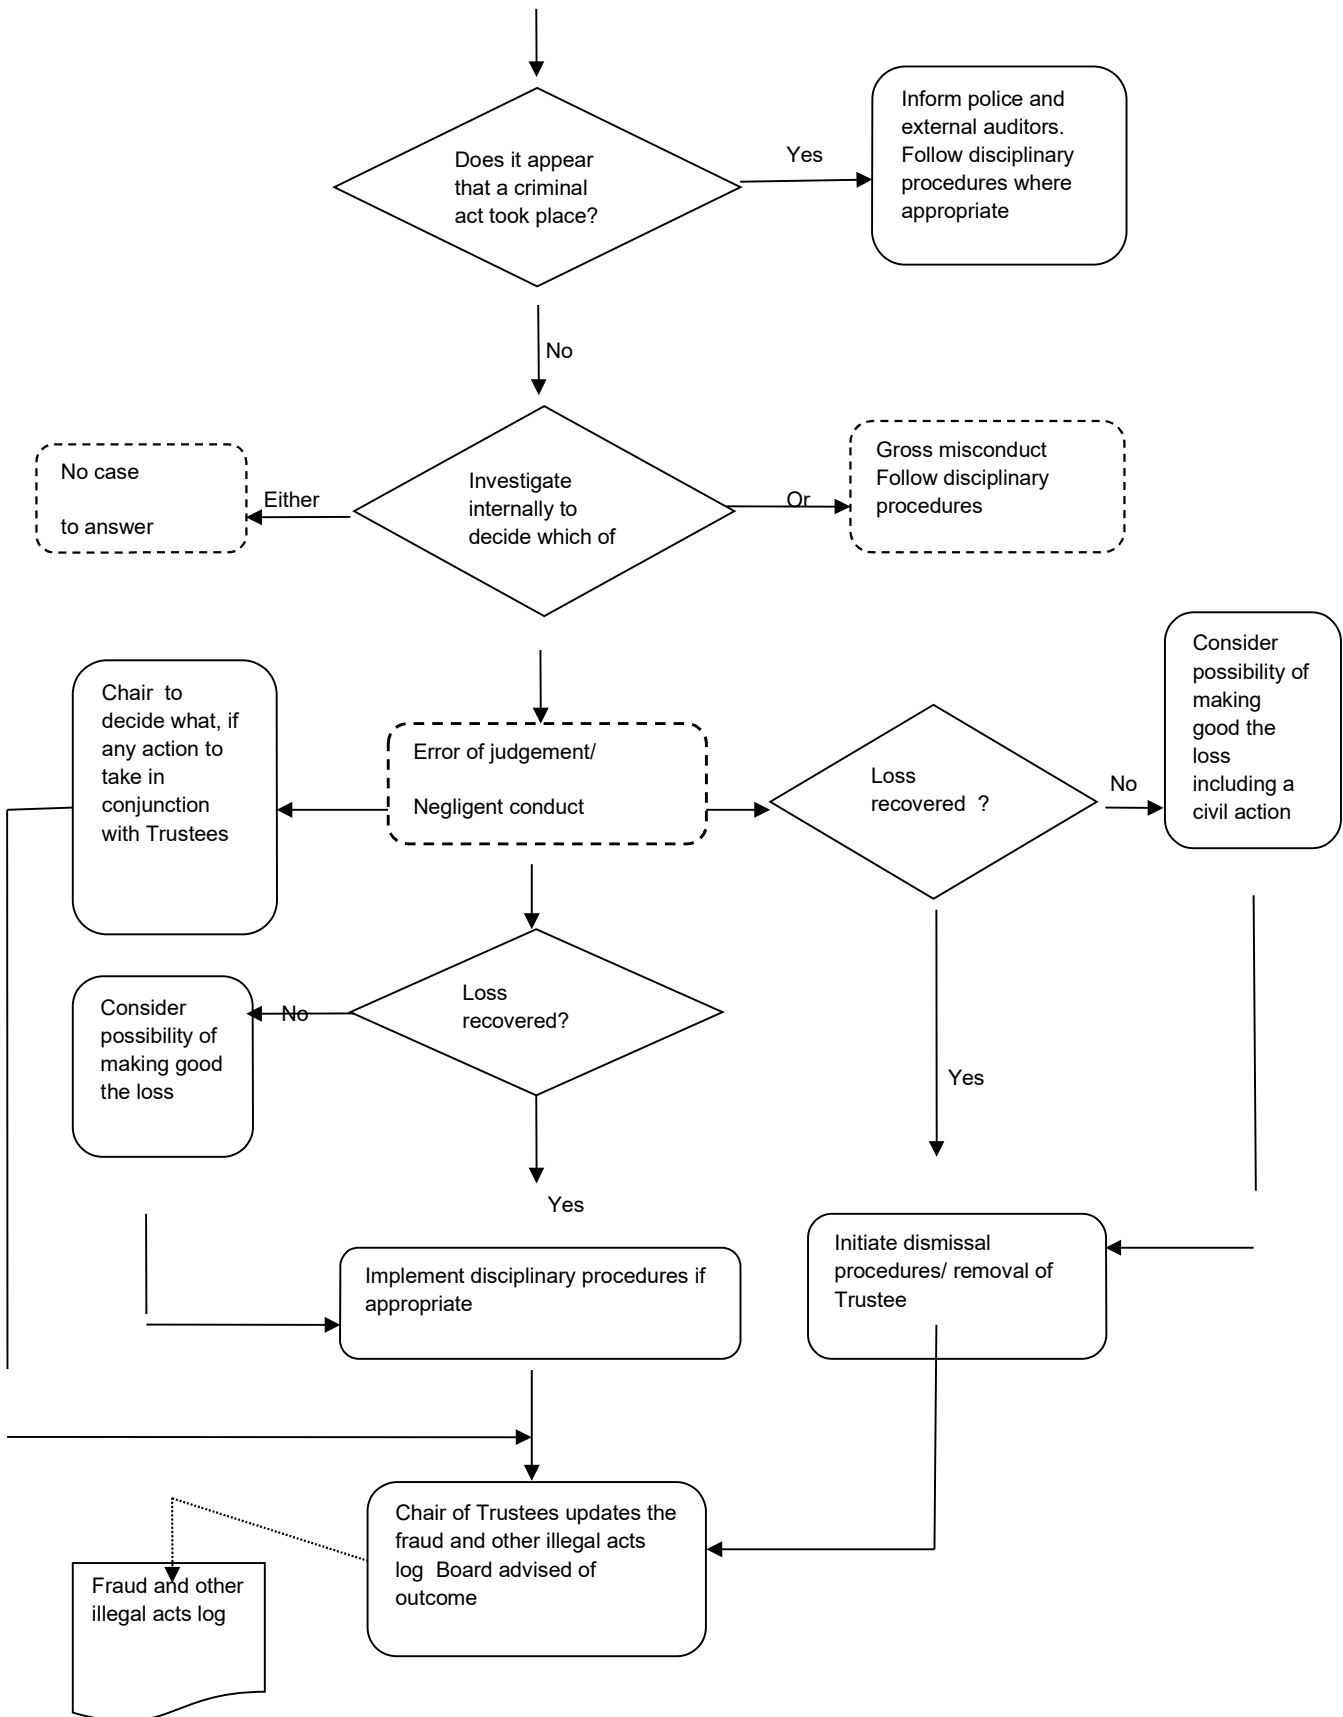 Does it appear
that a criminal
act took place?
Yes
Inform police and
external auditors.
Follow disciplinary
procedures where
appropriate
No
No case
to answer
Either
Investigate
internally to
decide which of
Or
Gross misconduct
Follow disciplinary
procedures
Chair  to
decide what, if
any action to
take in
conjunction
with Trustees
Error of judgement/
Negligent conduct
Loss
recovered  ?
No
Consider
possibility of
making
good the
loss
including a
civil action
Consider
possibility of
making good
the loss
No
Loss
recovered?
Yes
Yes
Implement disciplinary procedures if
appropriate
Initiate dismissal
procedures/ removal of
Trustee
Chair of Trustees updates the
fraud and other illegal acts
log  Board advised of
outcome
Fraud and other
illegal acts log